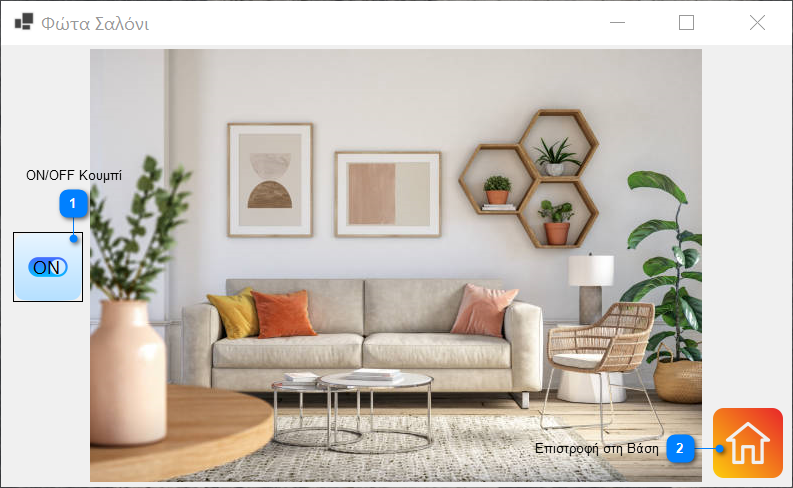 Φώτα Σαλόνι
ON/OFF Κουμπί
1
ON
Επιστροφή στη Βάση
2